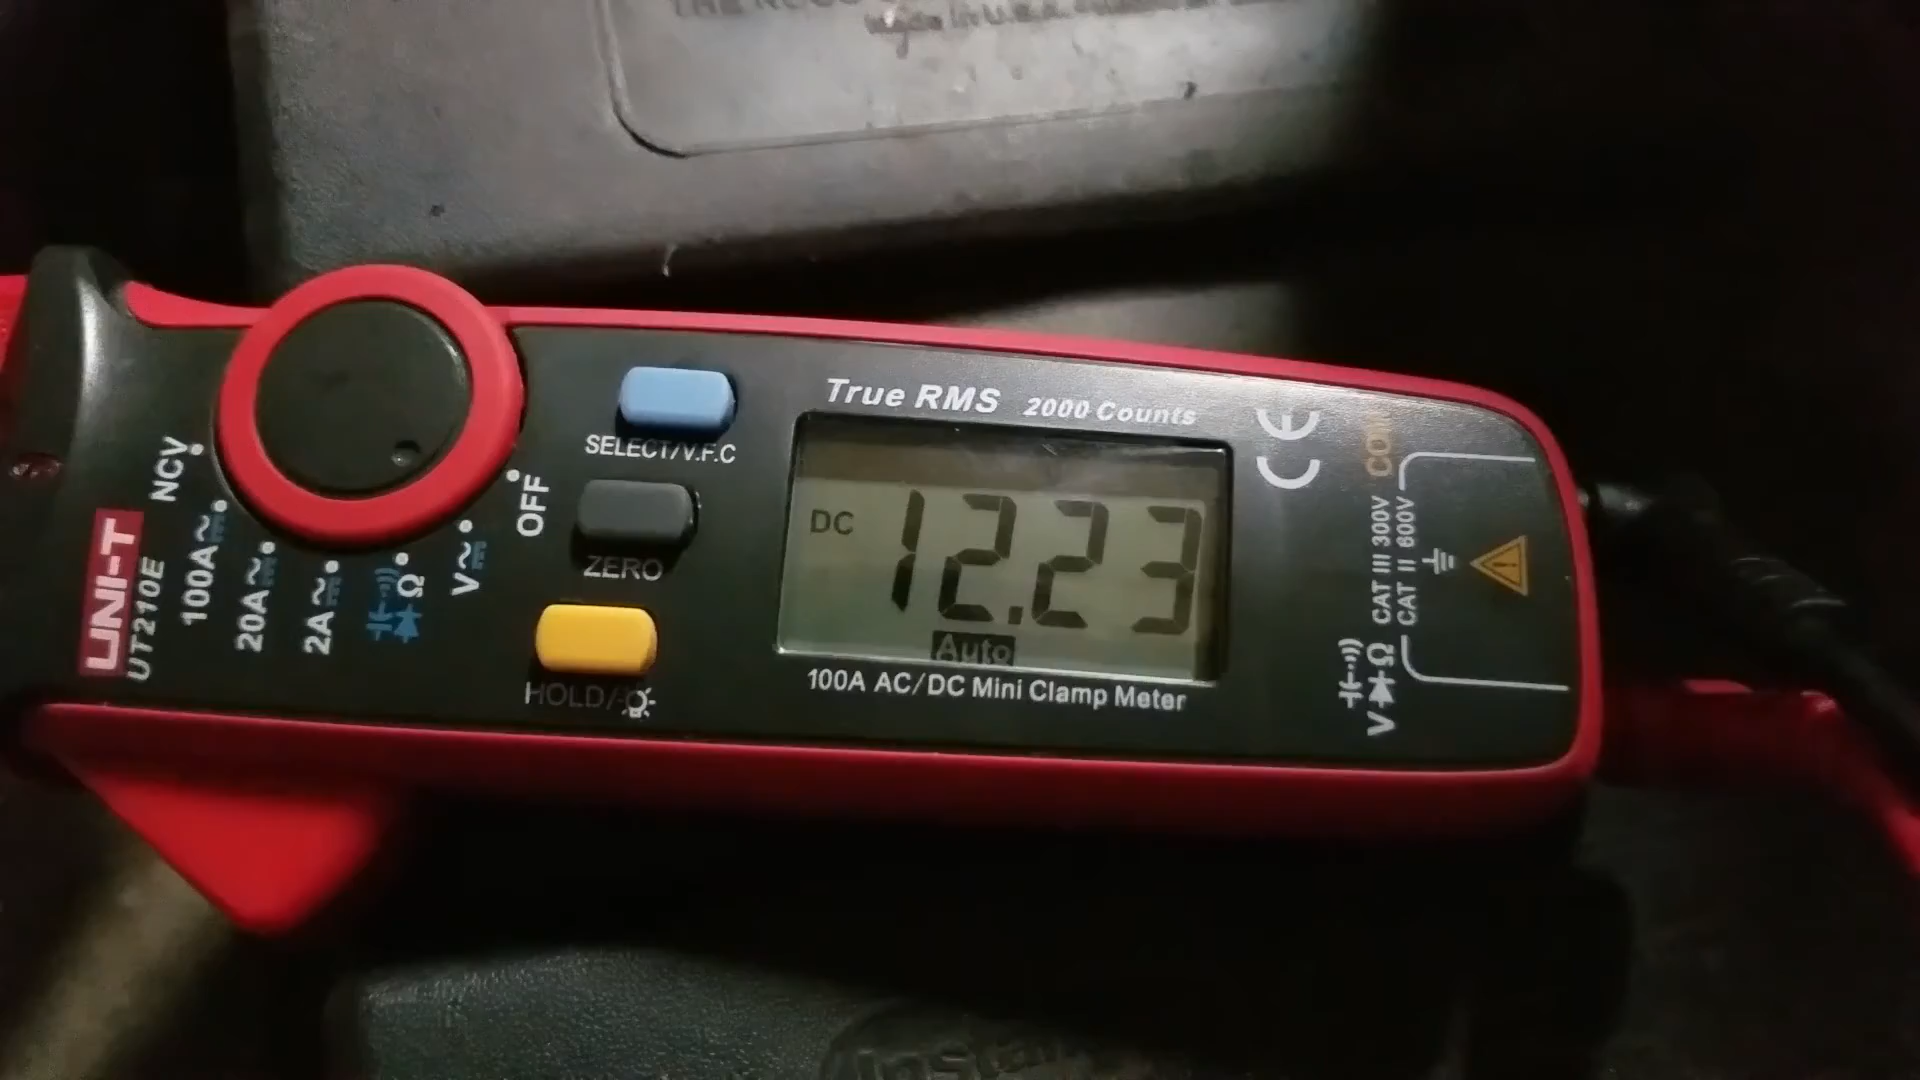 True RMS 2000 Counts
SELECT/V.F.C
ZERO
HOLD/
DC 12.23
Auto
100A AC/DC Mini Clamp Meter
OFF
V
Ω
2A
20A
100A
NCV
UNI-T
UT210E
CE
COM
CAT III 300V
CAT II 600V
V Ω